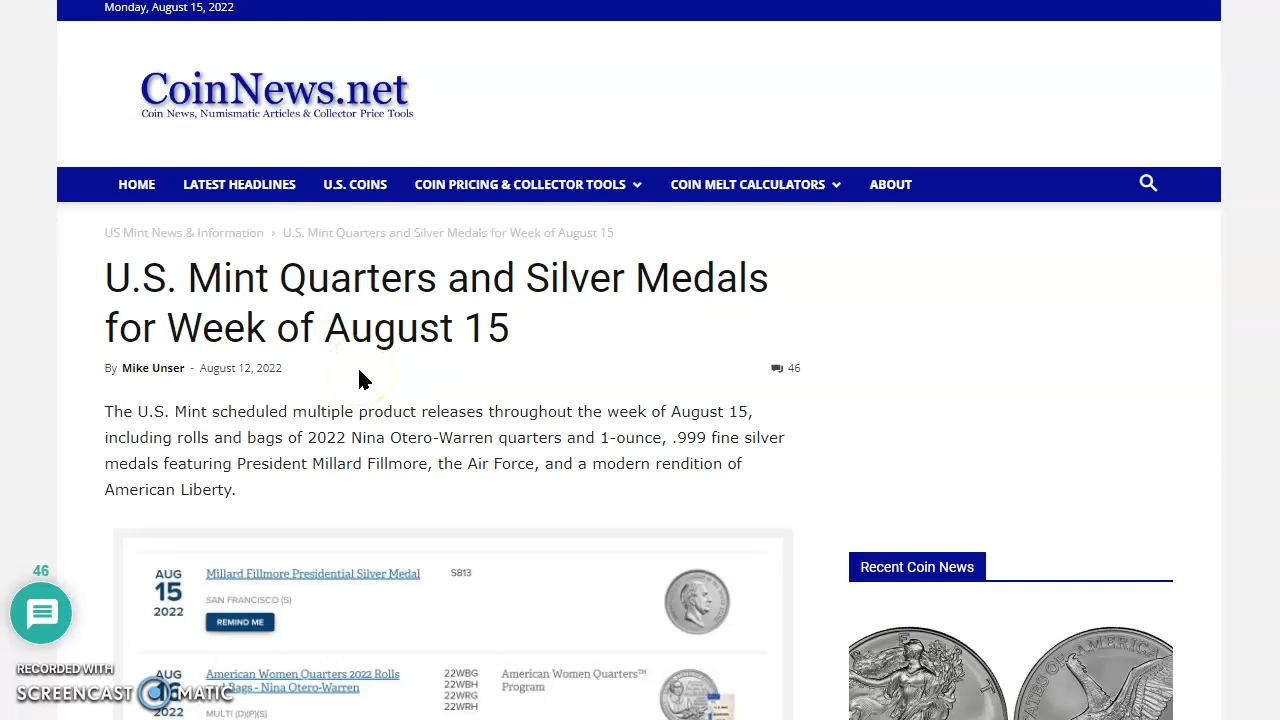 Monday, August 15, 2022
CoinNews.net
Coin News, Numismatic Articles & Collector Price Tools
HOME LATEST HEADLINES U.S. COINS COIN PRICING & COLLECTOR TOOLS COIN MELT CALCULATORS ABOUT
US Mint News & Information › U.S. Mint Quarters and Silver Medals for Week of August 15
U.S. Mint Quarters and Silver Medals
for Week of August 15
By Mike Unser - August 12, 2022 46
The U.S. Mint scheduled multiple product releases throughout the week of August 15,
including rolls and bags of 2022 Nina Otero-Warren quarters and 1-ounce, .999 fine silver
medals featuring President Millard Fillmore, the Air Force, and a modern rendition of
American Liberty.
AUG
15
2022
Millard Fillmore Presidential Silver Medal S813
SAN FRANCISCO (S)
REMIND ME
AUG
2022
American Women Quarters 2022 Rolls
and Bags - Nina Otero-Warren
MULTI (D)(P)(S)
22WBG
22WBH
22WRG
22WRH
American Women Quarters™
Program
Recent Coin News
46
RECORDED WITH
SCREENCAST MATIC